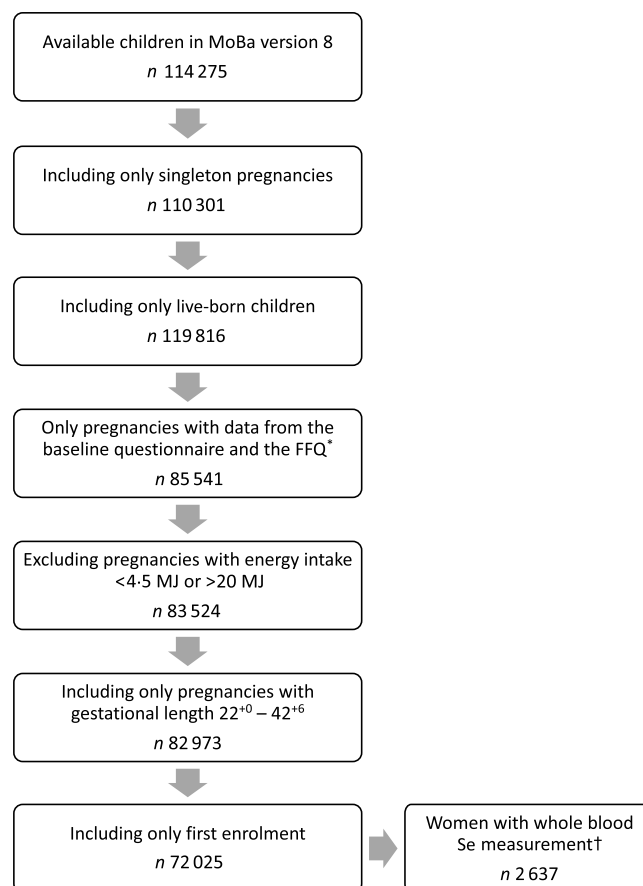 Available children in MoBa version 8
n 114 275
Including only singleton pregnancies
n 110 301
Including only live-born children
n 119 816
Only pregnancies with data from the
baseline questionnaire and the FFQ*
n 85 541
Excluding pregnancies with energy intake
<4·5 MJ or >20 MJ
n 83 524
Including only pregnancies with
gestational length 22⁺⁰ – 42⁺⁶
n 82 973
Including only first enrolment
n 72 025
Women with whole blood
Se measurement†
n 2 637